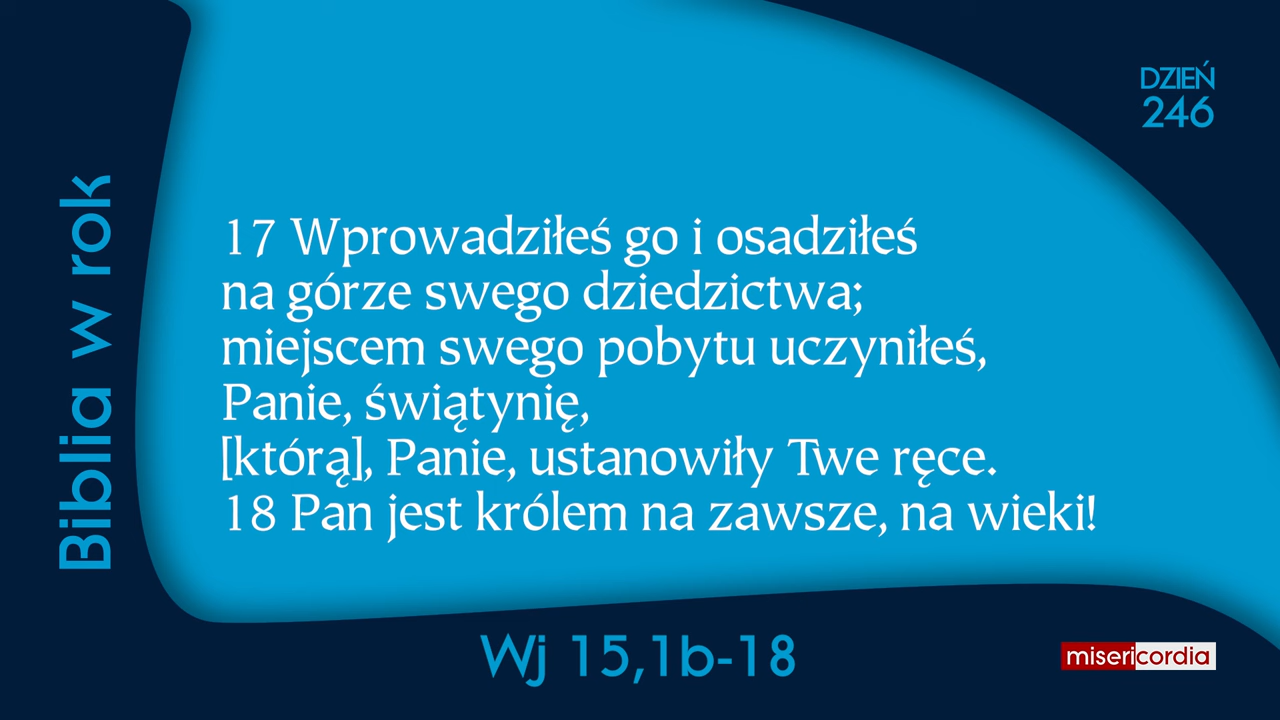 Biblia w rok
DZIEŃ
246
17 Wprowadziłeś go i osadziłeś
na górze swego dziedzictwa;
miejscem swego pobytu uczyniłeś,
Panie, świątynię,
[którą], Panie, ustanowiły Twe ręce.
18 Pan jest królem na zawsze, na wieki!
Wj 15,1b-18
misericordia